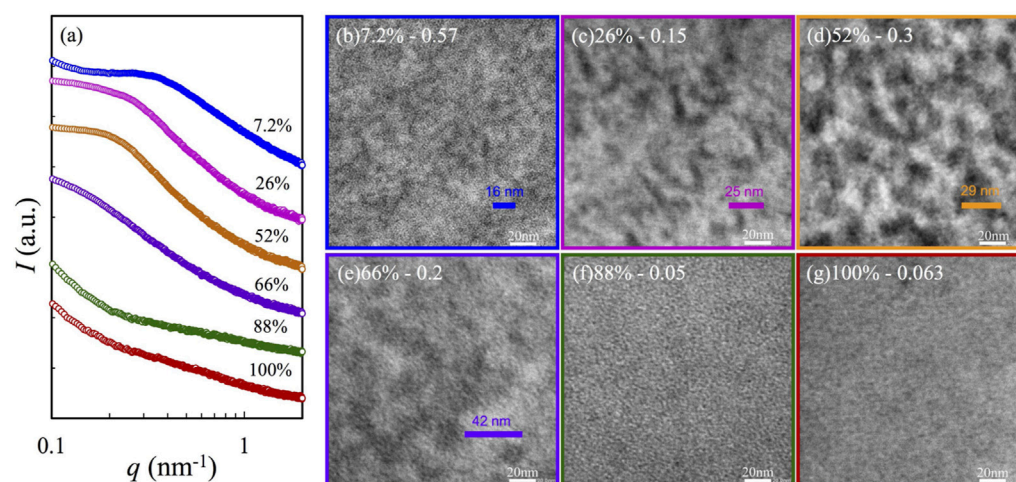 (a)
7.2%
26%
52%
66%
88%
100%
I (a.u.)
0.1
1
q (nm⁻¹)
(b)7.2% - 0.57
16 nm
20nm
(c)26% - 0.15
25 nm
20nm
(d)52% - 0.3
29 nm
20nm
(e)66% - 0.2
42 nm
20nm
(f)88% - 0.05
20nm
(g)100% - 0.063
20nm